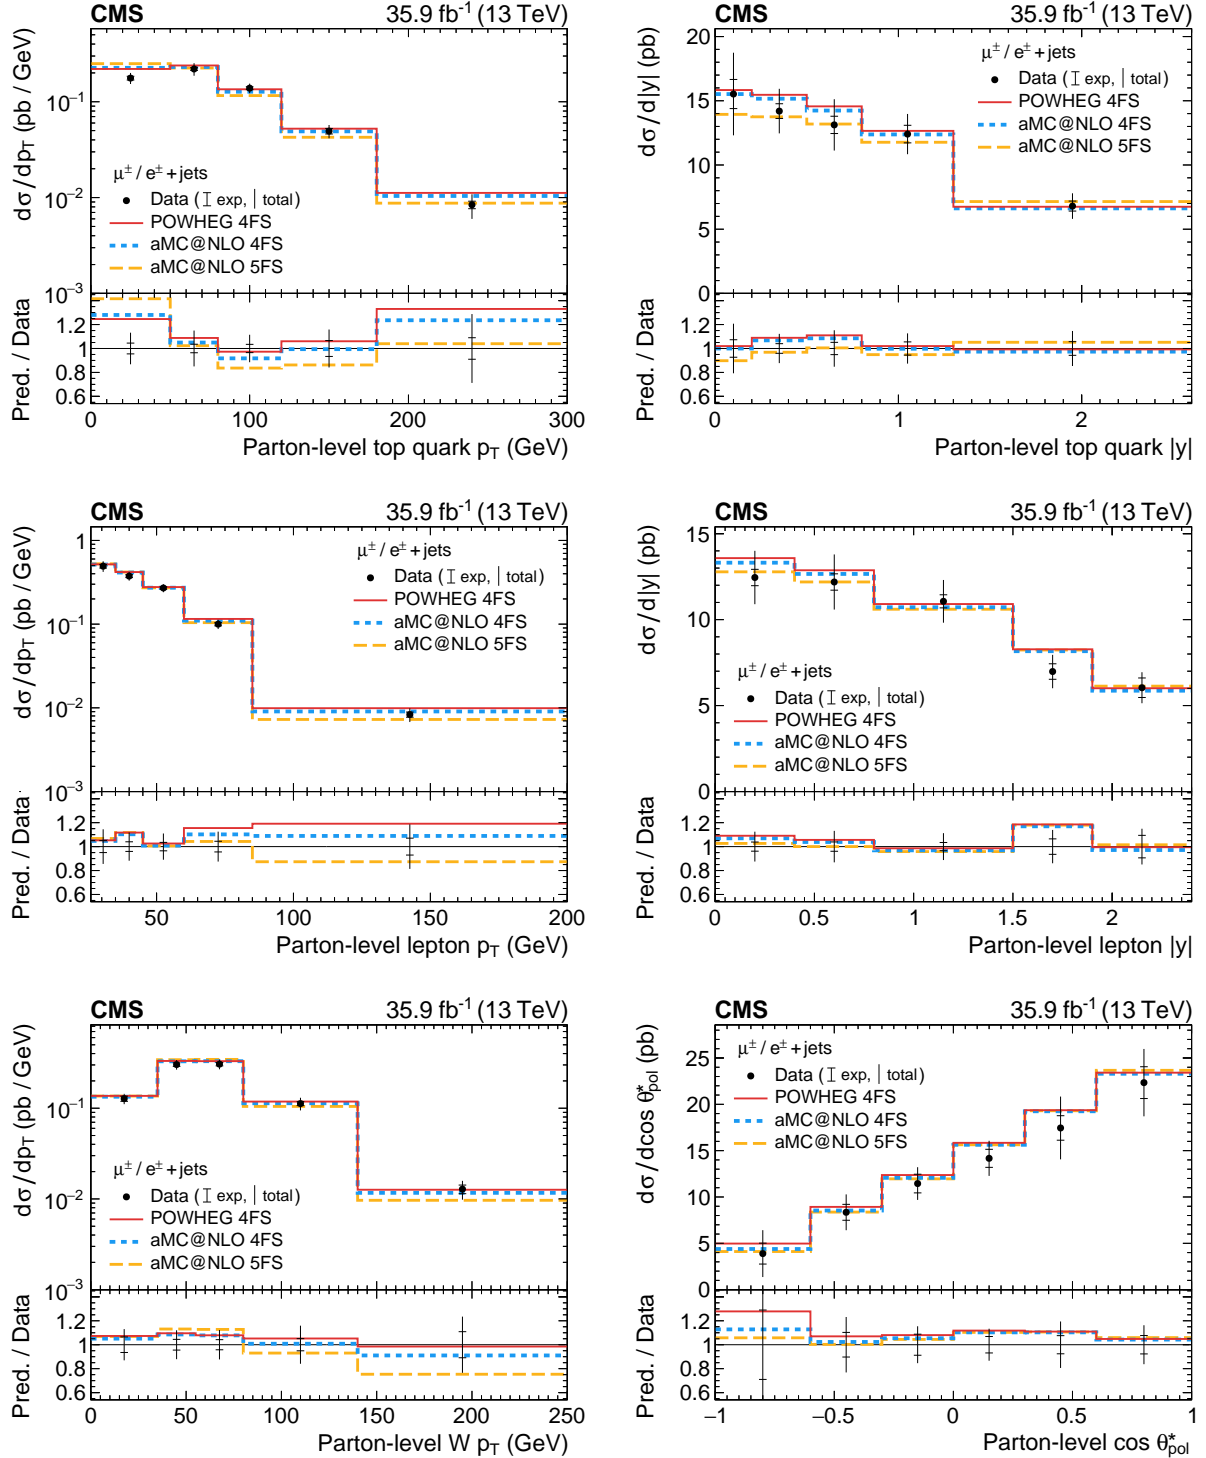 CMS 35.9 fb⁻¹ (13 TeV)
dσ/dp_T (pb / GeV)
10⁻¹
10⁻²
10⁻³
μ± / e± + jets
Data (I exp, | total)
POWHEG 4FS
aMC@NLO 4FS
aMC@NLO 5FS
Pred. / Data
1.2
1
0.8
0.6
0 100 200 300
Parton-level top quark p_T (GeV)
CMS 35.9 fb⁻¹ (13 TeV)
dσ/d|y| (pb)
20
15
10
5
0
μ± / e± + jets
Data (I exp, | total)
POWHEG 4FS
aMC@NLO 4FS
aMC@NLO 5FS
Pred. / Data
1.2
1
0.8
0.6
0 1 2
Parton-level top quark |y|
CMS 35.9 fb⁻¹ (13 TeV)
dσ/dp_T (pb / GeV)
1
10⁻¹
10⁻²
10⁻³
μ± / e± + jets
Data (I exp, | total)
POWHEG 4FS
aMC@NLO 4FS
aMC@NLO 5FS
Pred. / Data
1.2
1
0.8
0.6
50 100 150 200
Parton-level lepton p_T (GeV)
CMS 35.9 fb⁻¹ (13 TeV)
dσ/d|y| (pb)
15
10
5
0
μ± / e± + jets
Data (I exp, | total)
POWHEG 4FS
aMC@NLO 4FS
aMC@NLO 5FS
Pred. / Data
1.2
1
0.8
0.6
0 0.5 1 1.5 2
Parton-level lepton |y|
CMS 35.9 fb⁻¹ (13 TeV)
dσ/dp_T (pb / GeV)
10⁻¹
10⁻²
10⁻³
μ± / e± + jets
Data (I exp, | total)
POWHEG 4FS
aMC@NLO 4FS
aMC@NLO 5FS
Pred. / Data
1.2
1
0.8
0.6
0 50 100 150 200 250
Parton-level W p_T (GeV)
CMS 35.9 fb⁻¹ (13 TeV)
dσ/dcos θ*_pol (pb)
25
20
15
10
5
0
μ± / e± + jets
Data (I exp, | total)
POWHEG 4FS
aMC@NLO 4FS
aMC@NLO 5FS
Pred. / Data
1.2
1
0.8
0.6
−1 −0.5 0 0.5 1
Parton-level cos θ*_pol